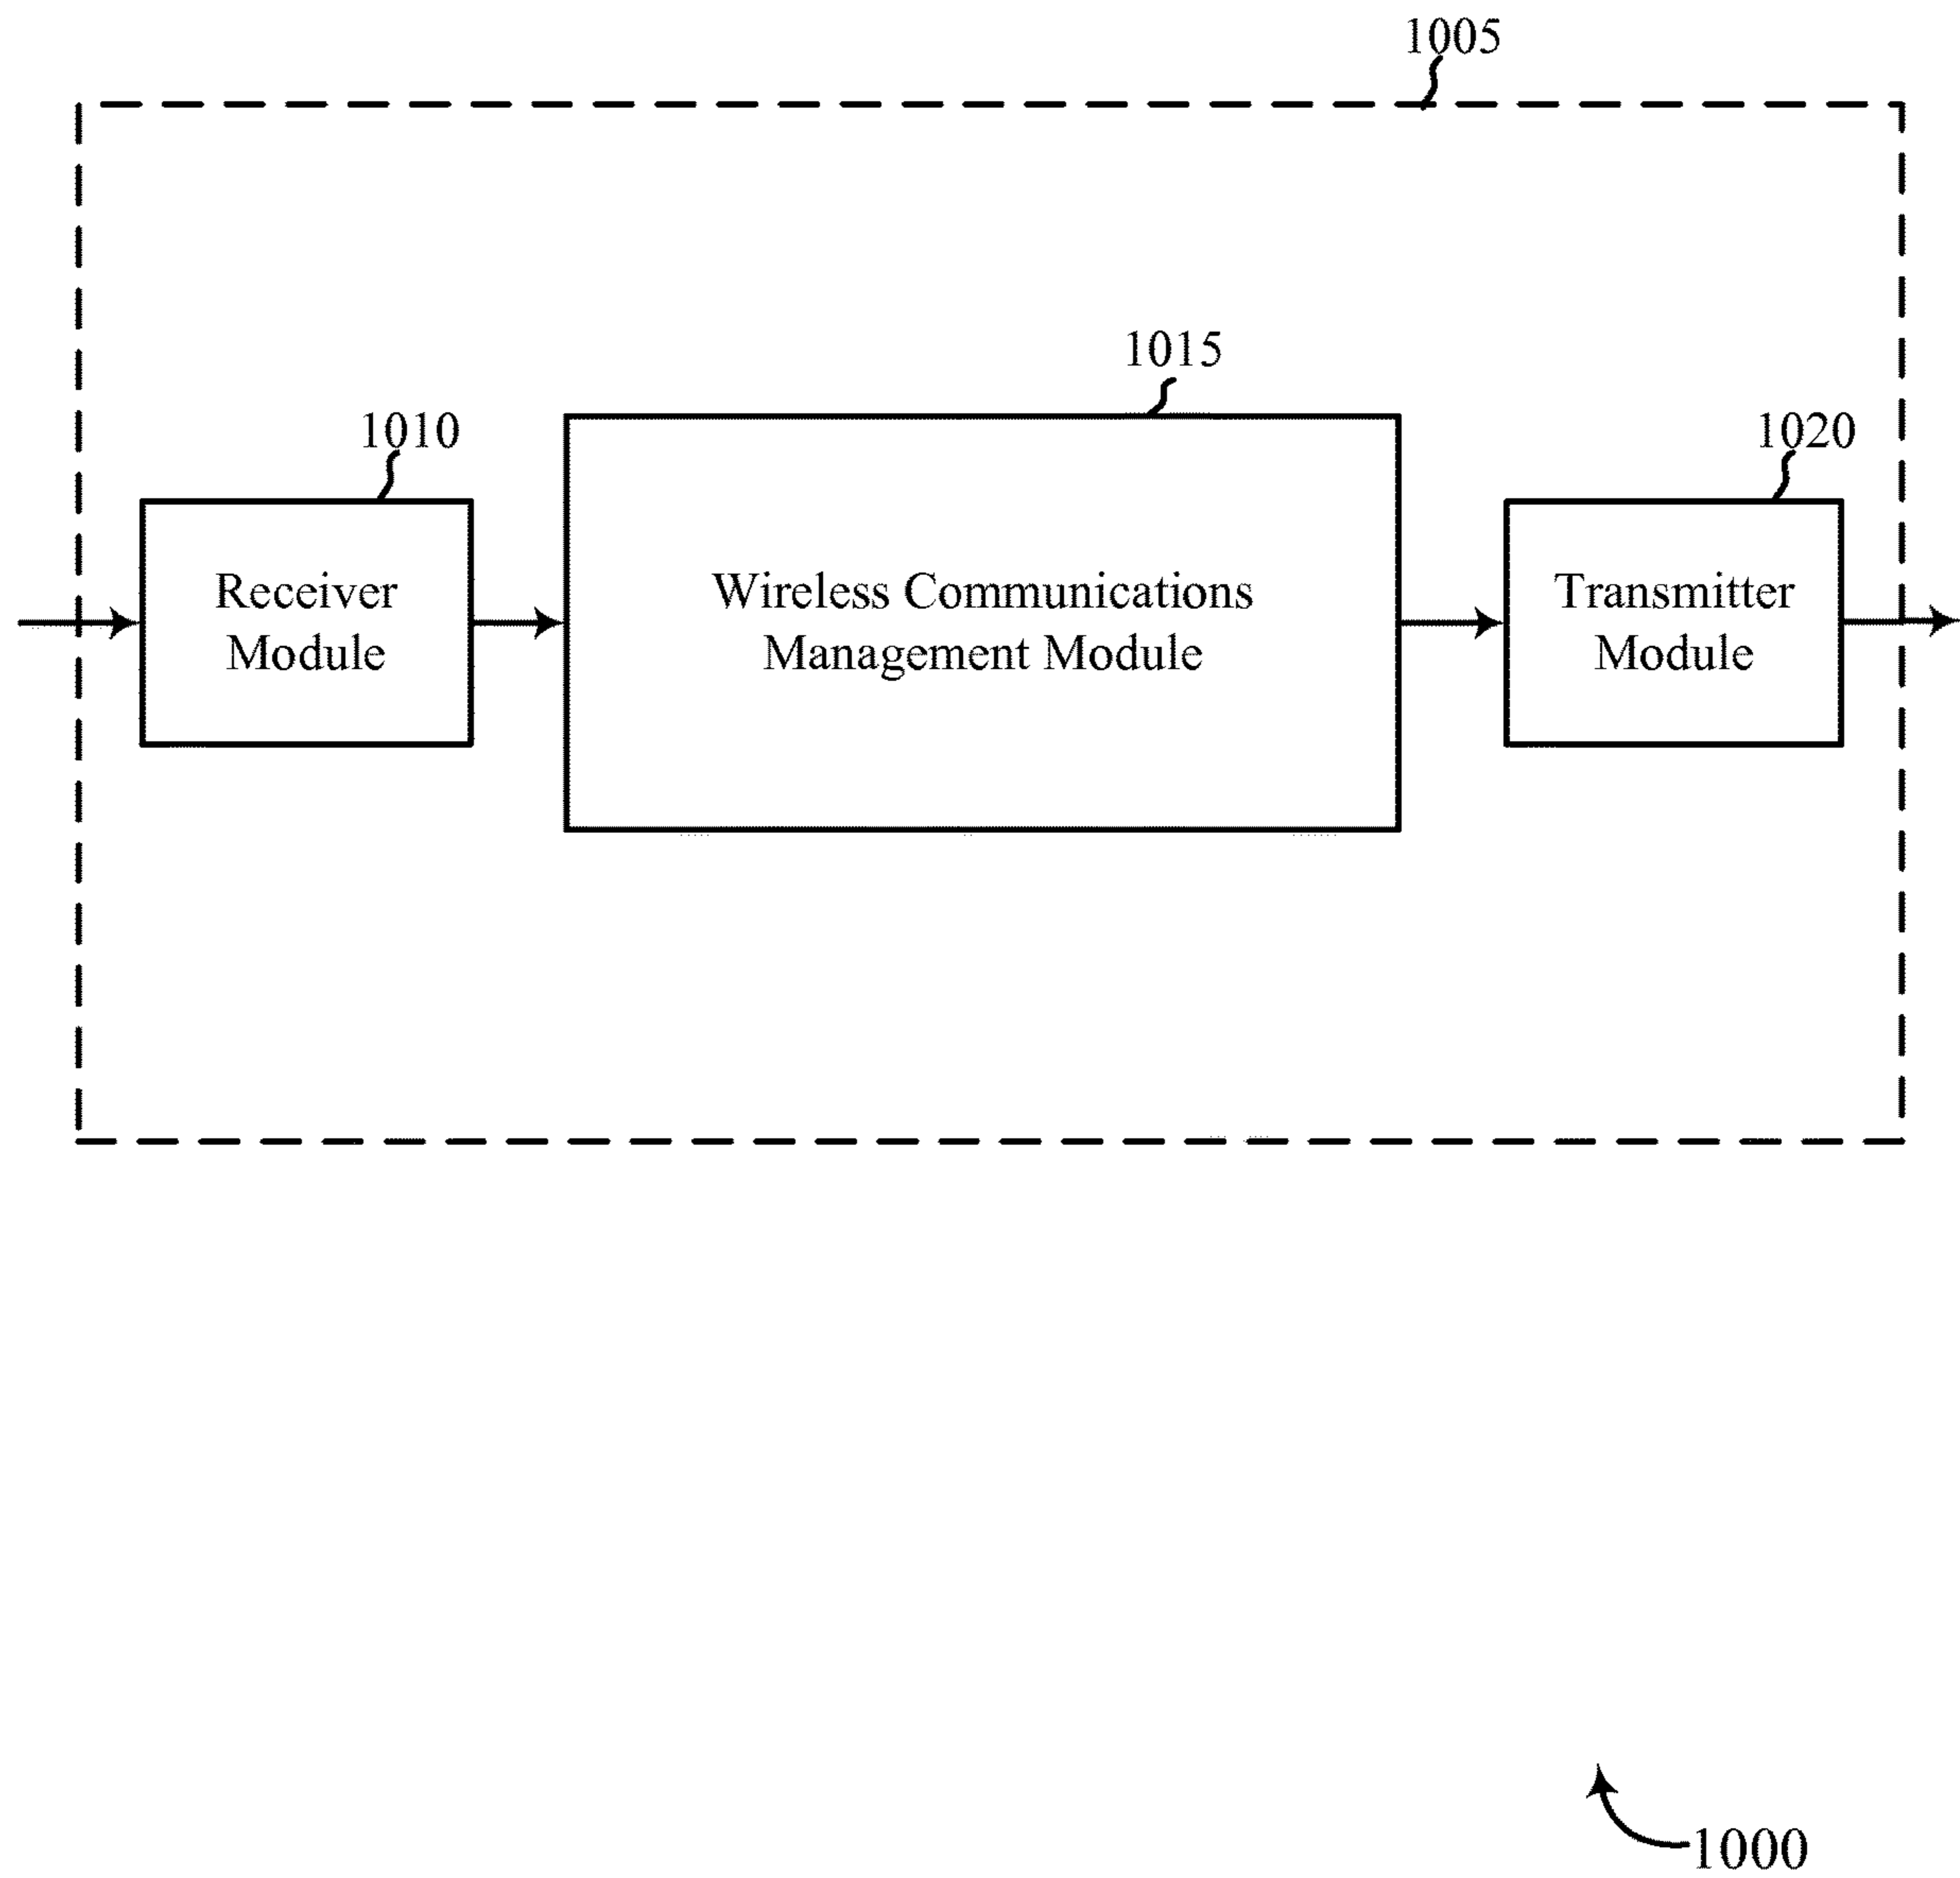 1005
1015
1010
1020
Receiver
Module
Wireless Communications
Management Module
Transmitter
Module
1000